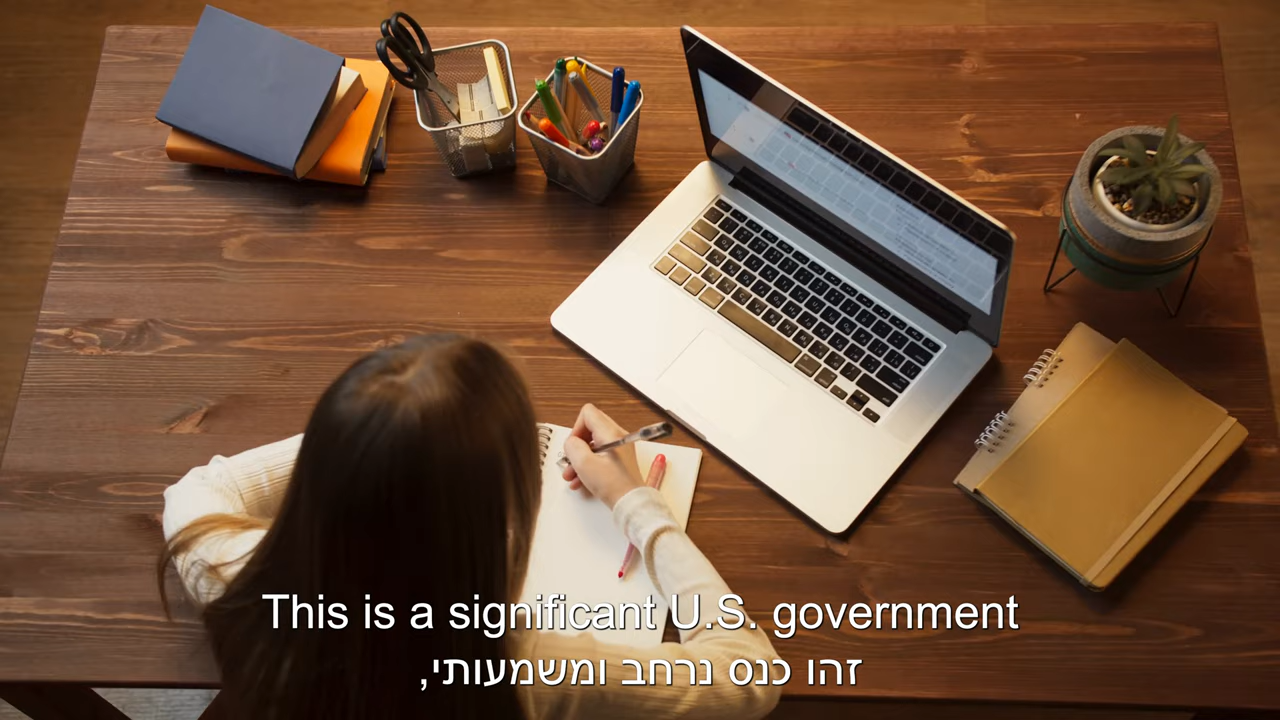 This is a significant U.S. government
זהו כנס נרחב ומשמעותי,